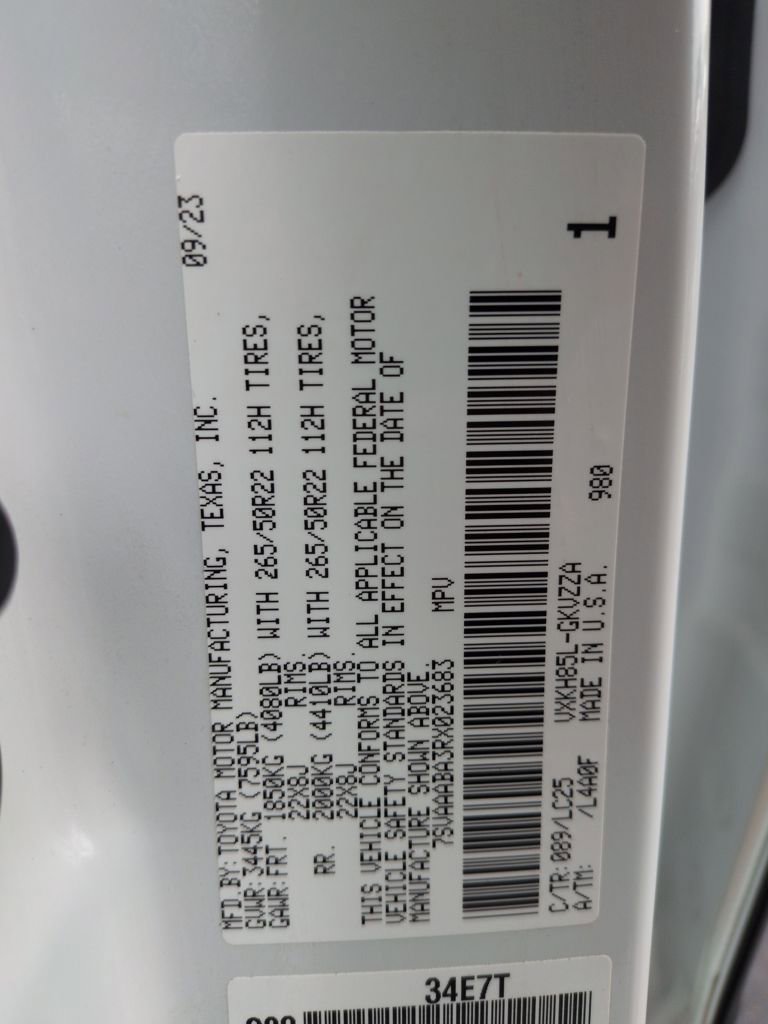 MFD.BY: TOYOTA MOTOR MANUFACTURING, TEXAS, INC. 09/23
GVWR: 3445KG (7595LB)
GAWR: FRT. 1850KG (4080LB) WITH 265/50R22 112H TIRES,
22X8J RIMS.
RR. 2000KG (4410LB) WITH 265/50R22 112H TIRES,
22X8J RIMS.
THIS VEHICLE CONFORMS TO ALL APPLICABLE FEDERAL MOTOR
VEHICLE SAFETY STANDARDS IN EFFECT ON THE DATE OF
MANUFACTURE SHOWN ABOVE.
7SVAAABA3RX023683 MPV
C/TR: 089/LC25 VXKH85L-GKVZZA
A/TM: /L4A0F MADE IN U.S.A. 980 1
34E7T